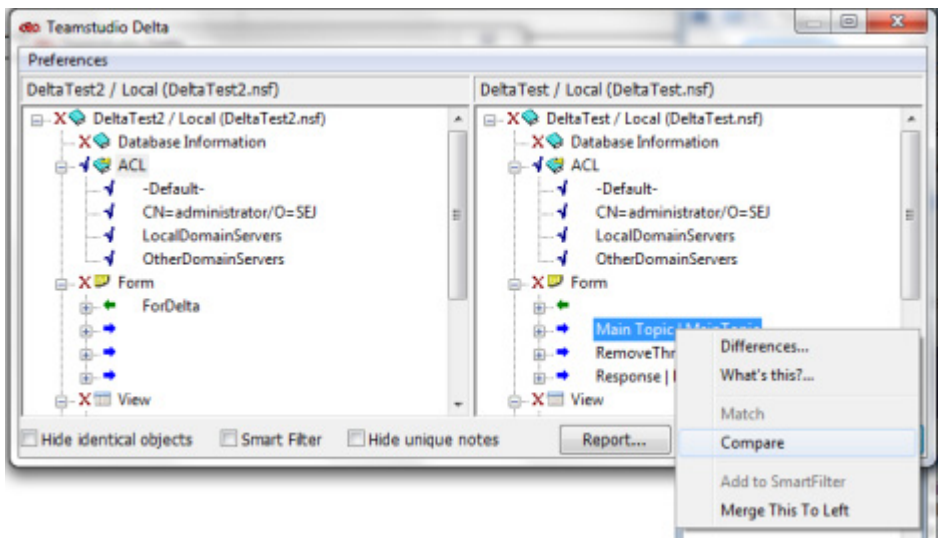 Teamstudio Delta
Preferences
DeltaTest2 / Local (DeltaTest2.nsf)
DeltaTest2 / Local (DeltaTest2.nsf)
Database Information
ACL
-Default-
CN=administrator/O=SEJ
LocalDomainServers
OtherDomainServers
Form
ForDelta
View
DeltaTest / Local (DeltaTest.nsf)
DeltaTest / Local (DeltaTest.nsf)
Database Information
ACL
-Default-
CN=administrator/O=SEJ
LocalDomainServers
OtherDomainServers
Form
Main Topic | MainTopic
RemoveThr
Response |
View
Differences...
What's this?...
Match
Compare
Add to SmartFilter
Merge This To Left
Hide identical objects
Smart Filter
Hide unique notes
Report...